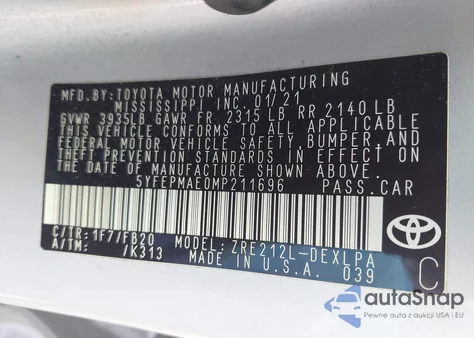 MFD. BY: TOYOTA MOTOR MANUFACTURING
MISSISSIPPI INC. 01/21
GVWR 3935LB GAWR FR 2315 LB RR 2140 LB
THIS VEHICLE CONFORMS TO ALL APPLICABLE
FEDERAL MOTOR VEHICLE SAFETY, BUMPER, AND
THEFT PREVENTION STANDARDS IN EFFECT ON
THE DATE OF MANUFACTURE SHOWN ABOVE.
5YFEPMAE0MP211696 PASS.CAR
C/TR: 1F7/FB20 MODEL: ZRE212L-DEXLPA
A/TM: /K313 MADE IN U.S.A. 039
TOYOTA
C
autaSnap
Pewne auta z aukcji USA i EU